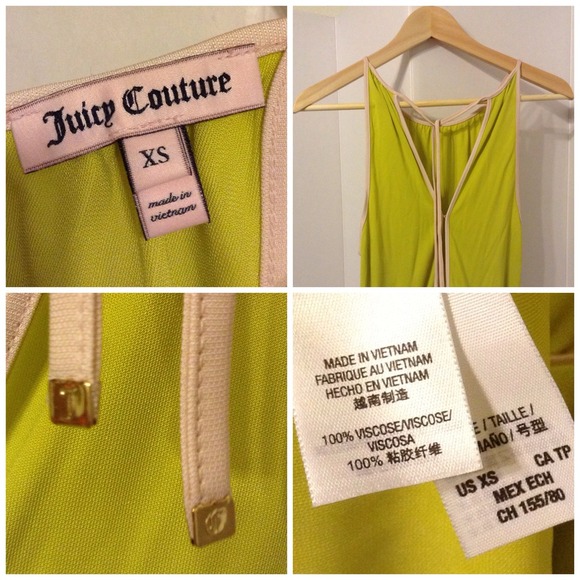 Juicy Couture
XS
made in
vietnam
MADE IN VIETNAM
FABRIQUE AU VIETNAM
HECHO EN VIETNAM
越南制造
100% VISCOSE/VISCOSE/
VISCOSA
100% 粘胶纤维
E / TAILLE /
MAÑO / 号型
US XS CA TP
MEX ECH
CH 155/80